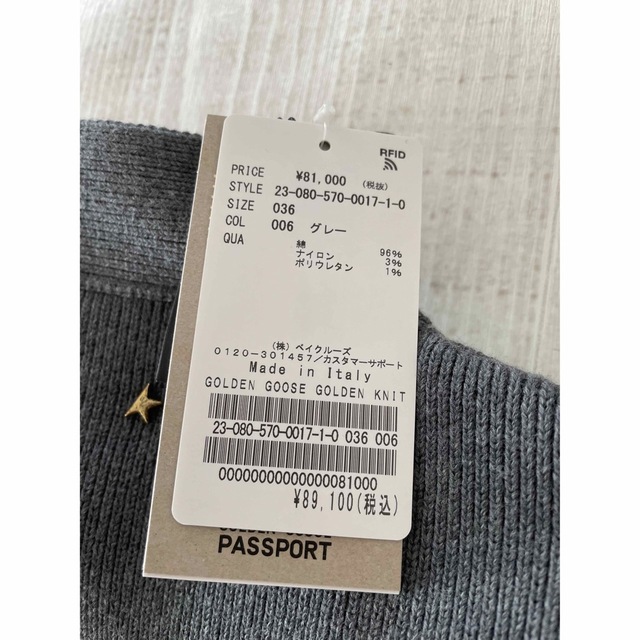 RFID
PRICE ¥81,000 (税抜)
STYLE 23-080-570-0017-1-0
SIZE 036
COL 006 グレー
QUA 綿 96%
ナイロン 3%
ポリウレタン 1%
(株) ベイクルーズ
0120-301457/カスタマーサポート
Made in Italy
GOLDEN GOOSE GOLDEN KNIT
23-080-570-0017-1-0 036 006
00000000000000081000
¥89,100(税込)
GOLDEN GOOSE
PASSPORT